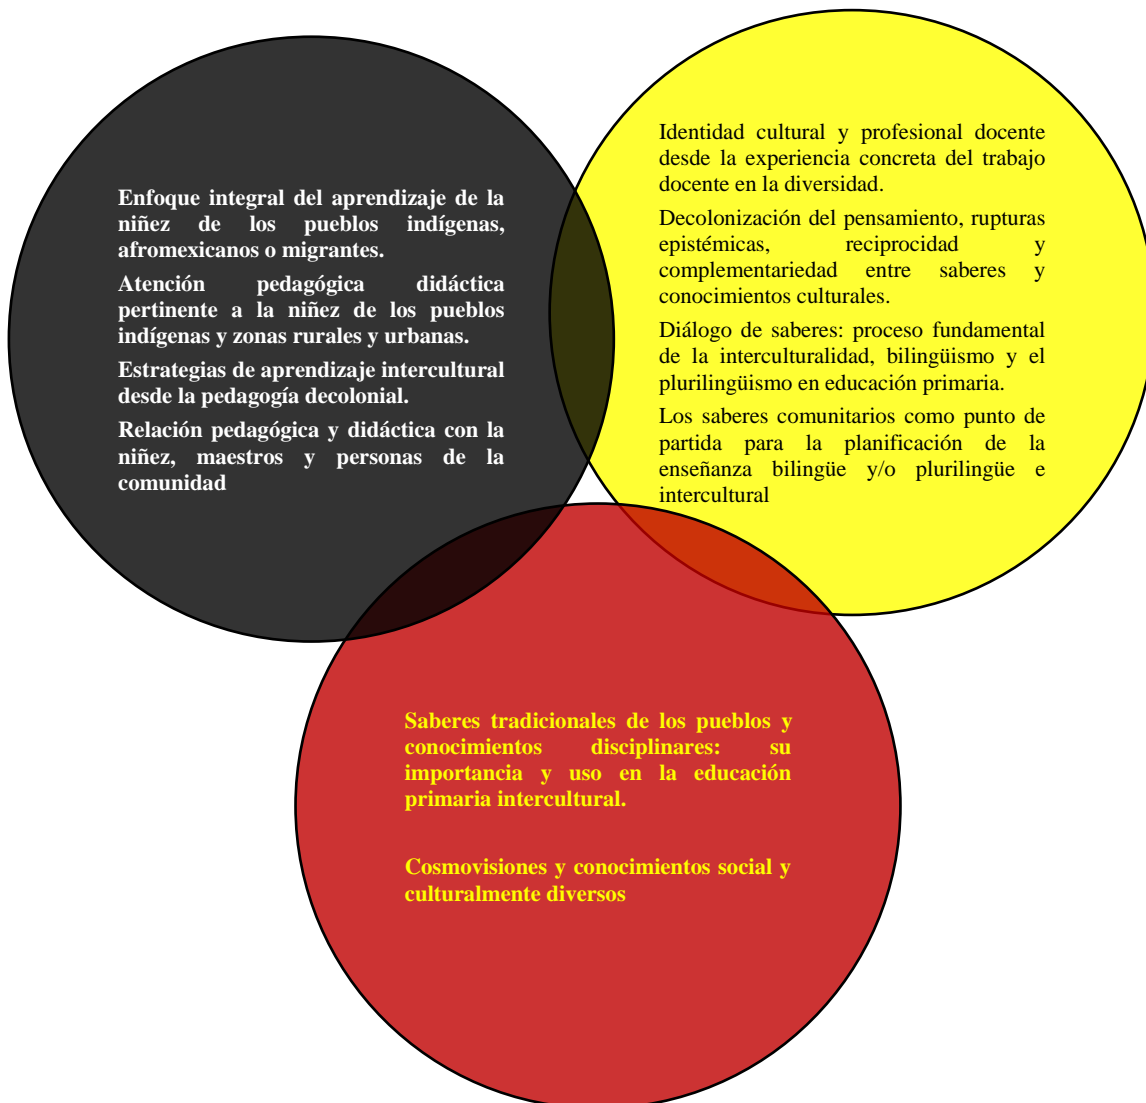 Enfoque integral del aprendizaje de la
niñez de los pueblos indígenas,
afromexicanos o migrantes.
Atención pedagógica didáctica
pertinente a la niñez de los pueblos
indígenas y zonas rurales y urbanas.
Estrategias de aprendizaje intercultural
desde la pedagogía decolonial.
Relación pedagógica y didáctica con la
niñez, maestros y personas de la
comunidad
Identidad cultural y profesional docente
desde la experiencia concreta del trabajo
docente en la diversidad.
Decolonización del pensamiento, rupturas
epistémicas, reciprocidad y
complementariedad entre saberes y
conocimientos culturales.
Diálogo de saberes: proceso fundamental
de la interculturalidad, bilingüismo y el
plurilingüismo en educación primaria.
Los saberes comunitarios como punto de
partida para la planificación de la
enseñanza bilingüe y/o plurilingüe e
intercultural
Saberes tradicionales de los pueblos y
conocimientos disciplinares: su
importancia y uso en la educación
primaria intercultural.
Cosmovisiones y conocimientos social y
culturalmente diversos